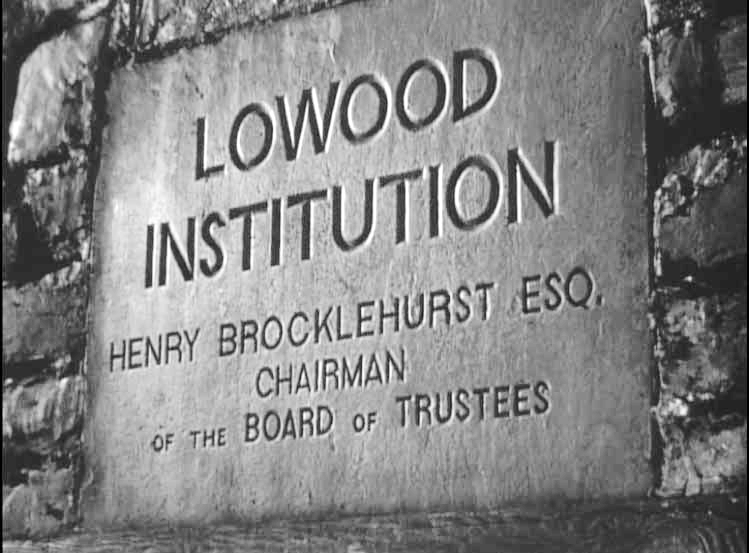 LOWOOD
INSTITUTION
HENRY BROCKLEHURST ESQ.
CHAIRMAN
OF THE BOARD OF TRUSTEES